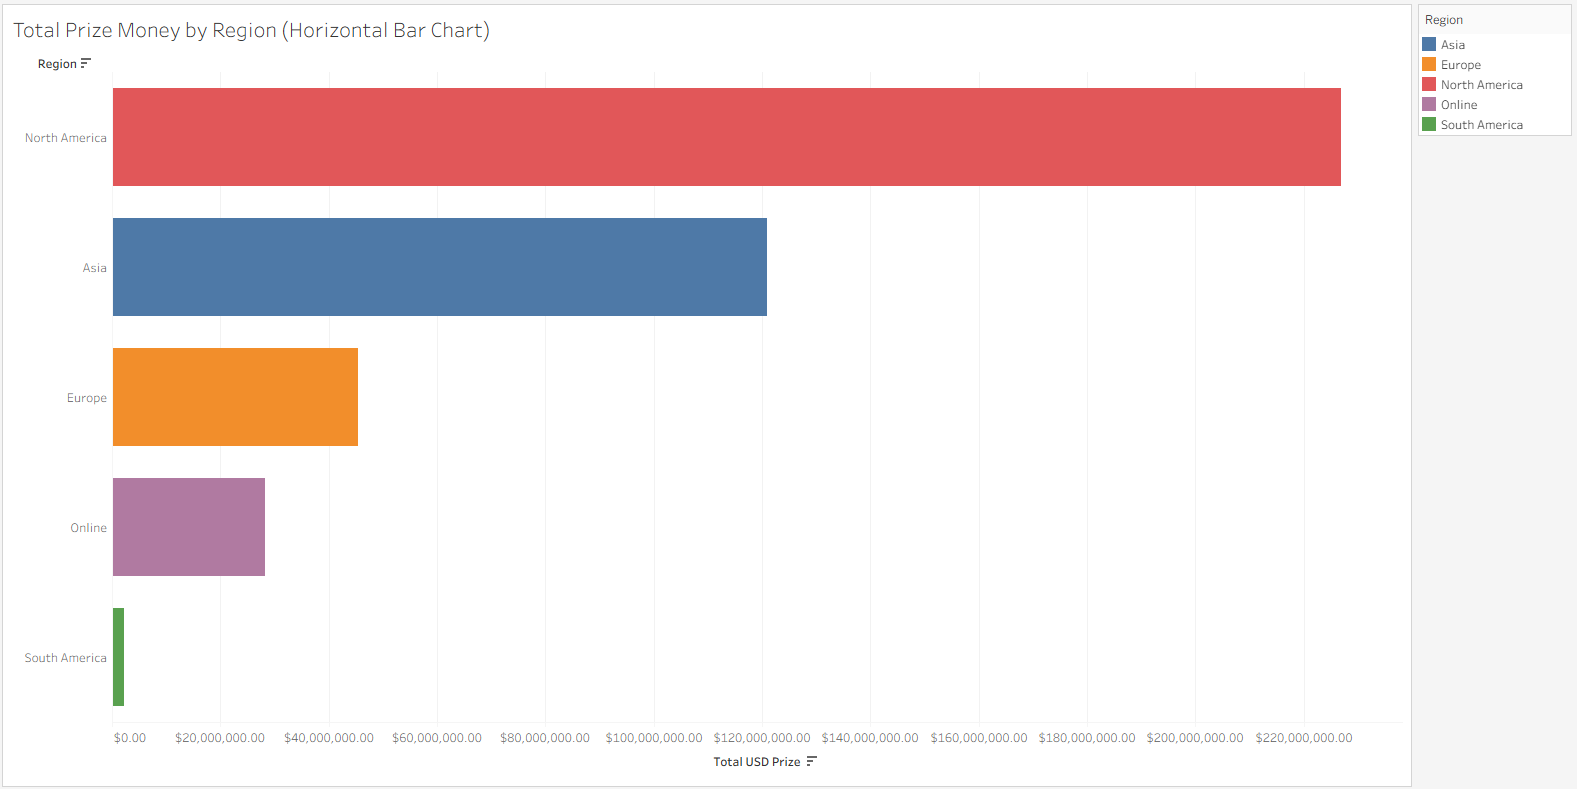 Total Prize Money by Region (Horizontal Bar Chart)
Region
North America
Asia
Europe
Online
South America
$0.00 $20,000,000.00 $40,000,000.00 $60,000,000.00 $80,000,000.00 $100,000,000.00 $120,000,000.00 $140,000,000.00 $160,000,000.00 $180,000,000.00 $200,000,000.00 $220,000,000.00
Total USD Prize
Region
Asia
Europe
North America
Online
South America